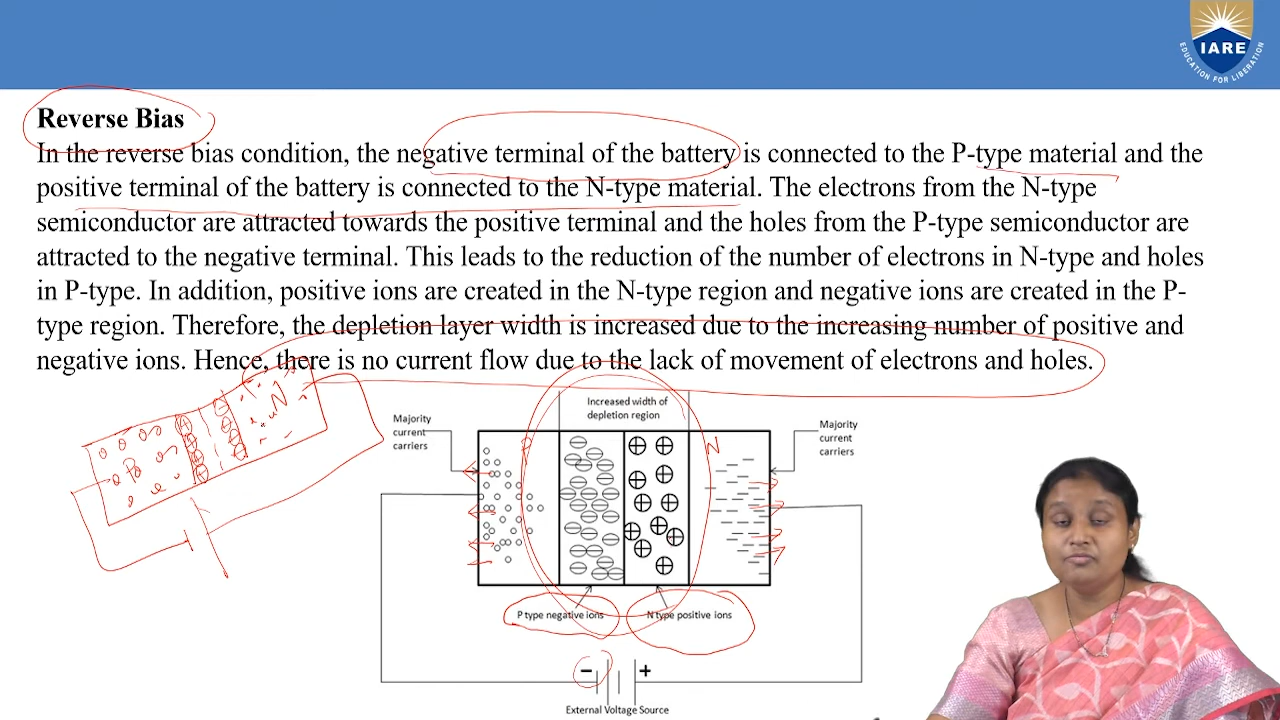 IARE
EDUCATION FOR LIBERATION
Reverse Bias
In the reverse bias condition, the negative terminal of the battery is connected to the P-type material and the
positive terminal of the battery is connected to the N-type material. The electrons from the N-type
semiconductor are attracted towards the positive terminal and the holes from the P-type semiconductor are
attracted to the negative terminal. This leads to the reduction of the number of electrons in N-type and holes
in P-type. In addition, positive ions are created in the N-type region and negative ions are created in the P-
type region. Therefore, the depletion layer width is increased due to the increasing number of positive and
negative ions. Hence, there is no current flow due to the lack of movement of electrons and holes.
N
P
Increased width of
depletion region
Majority
current
carriers
Majority
current
carriers
P
N
P type negative ions
N type positive ions
− +
External Voltage Source